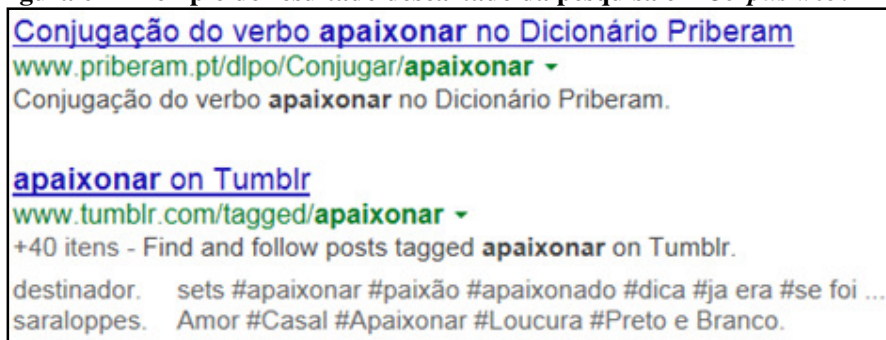 Conjugação do verbo apaixonar no Dicionário Priberam
www.priberam.pt/dlpo/Conjugar/apaixonar
Conjugação do verbo apaixonar no Dicionário Priberam.
apaixonar on Tumblr
www.tumblr.com/tagged/apaixonar
+40 itens - Find and follow posts tagged apaixonar on Tumblr.
destinador. sets #apaixonar #paixão #apaixonado #dica #ja era #se foi ...
saraloppes. Amor #Casal #Apaixonar #Loucura #Preto e Branco.